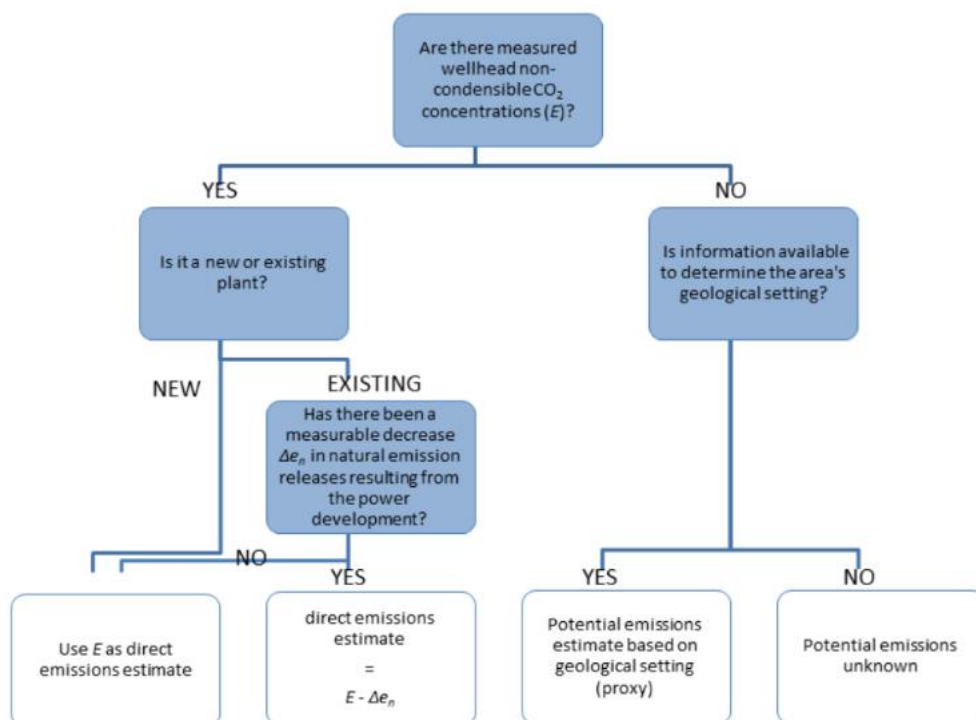 Are there measured
wellhead non-
condensible CO₂
concentrations (E)?
YES
NO
Is it a new or existing
plant?
Is information available
to determine the area's
geological setting?
NEW
EXISTING
Has there been a
measurable decrease
Δeₙ in natural emission
releases resulting from
the power
development?
NO
YES
YES
NO
Use E as direct
emissions estimate
direct emissions
estimate
=
E - Δeₙ
Potential emissions
estimate based on
geological setting
(proxy)
Potential emissions
unknown